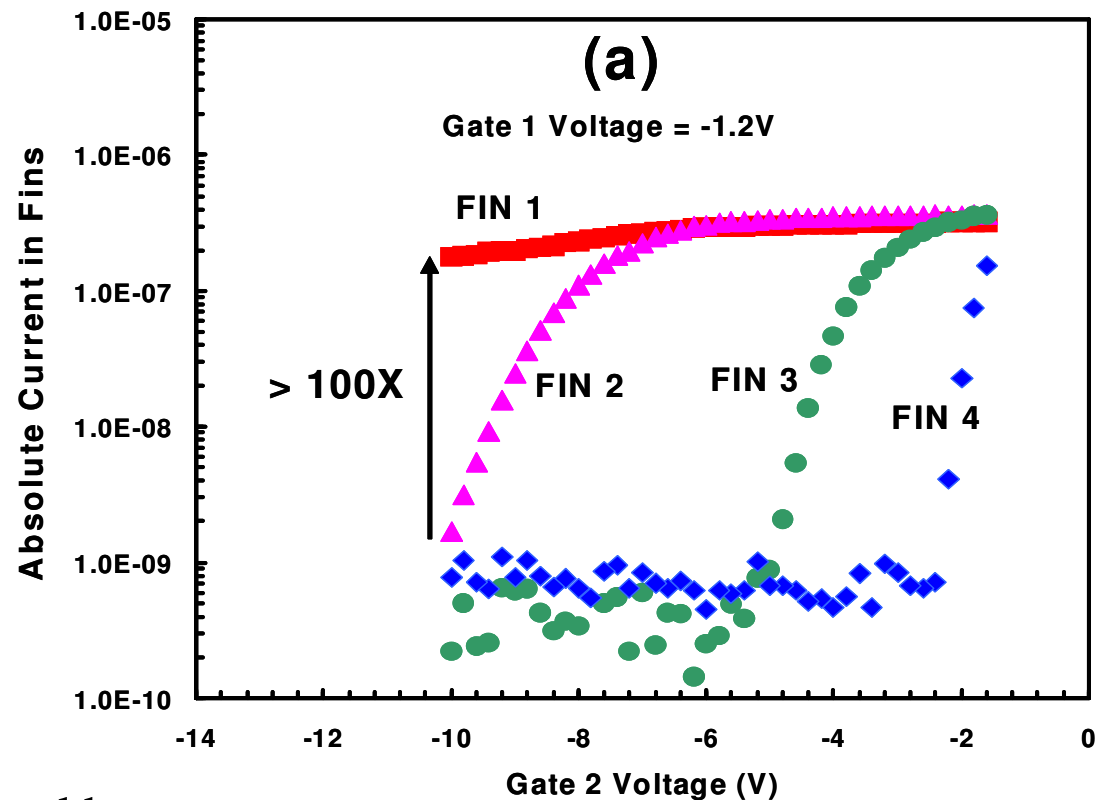 (a)
Gate 1 Voltage = -1.2V
Absolute Current in Fins
1.0E-05
1.0E-06
1.0E-07
1.0E-08
1.0E-09
1.0E-10
FIN 1
> 100X
FIN 2
FIN 3
FIN 4
-14 -12 -10 -8 -6 -4 -2 0
Gate 2 Voltage (V)